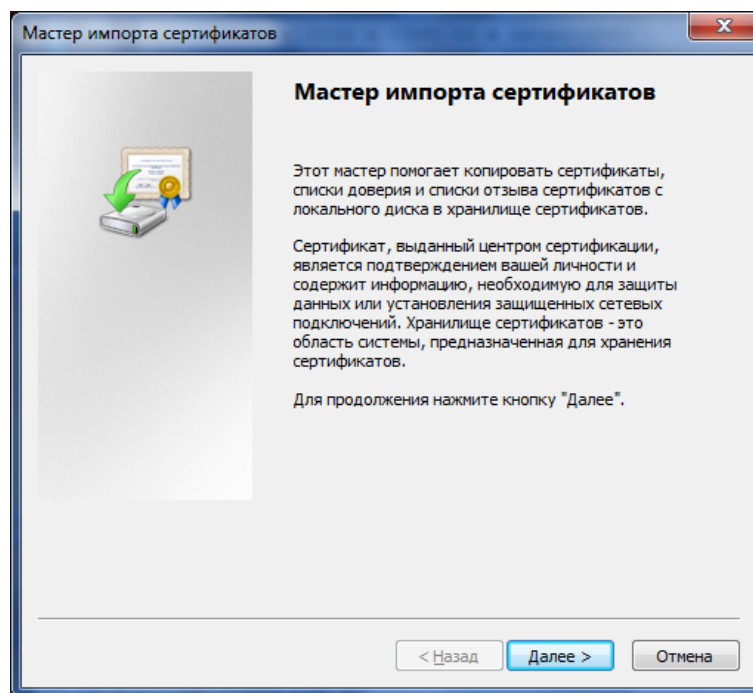 Мастер импорта сертификатов
Мастер импорта сертификатов
Этот мастер помогает копировать сертификаты,
списки доверия и списки отзыва сертификатов с
локального диска в хранилище сертификатов.
Сертификат, выданный центром сертификации,
является подтверждением вашей личности и
содержит информацию, необходимую для защиты
данных или установления защищенных сетевых
подключений. Хранилище сертификатов - это
область системы, предназначенная для хранения
сертификатов.
Для продолжения нажмите кнопку "Далее".
< Назад Далее > Отмена